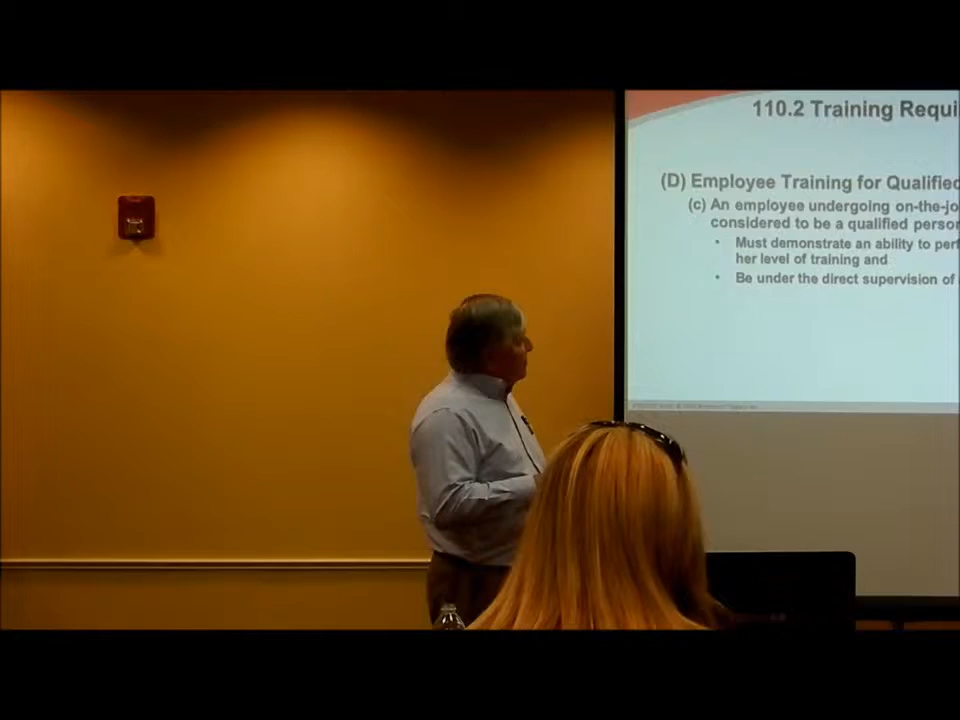 110.2 Training Requi
(D) Employee Training for Qualified
(c) An employee undergoing on-the-jo
considered to be a qualified person
• Must demonstrate an ability to perf
her level of training and
• Be under the direct supervision of